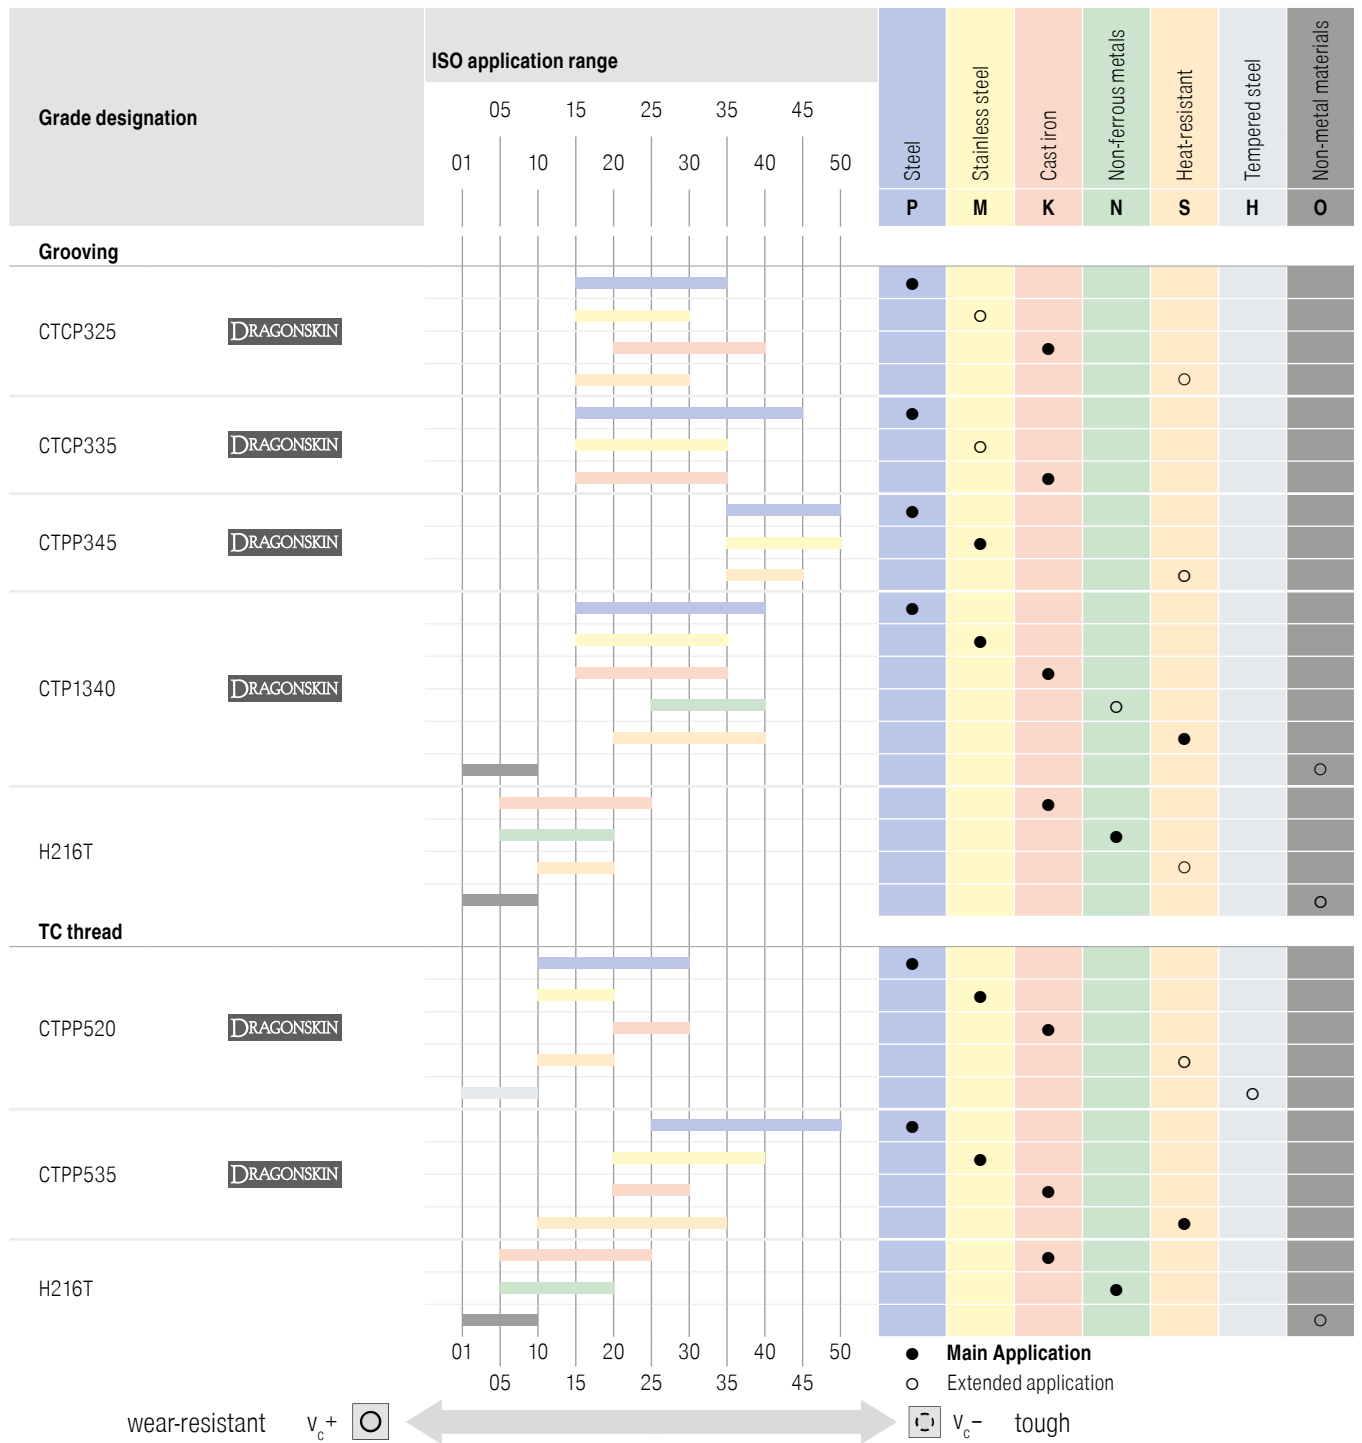 Grade designation
ISO application range
05 15 25 35 45
01 10 20 30 40 50
Steel
Stainless steel
Cast iron
Non-ferrous metals
Heat-resistant
Tempered steel
Non-metal materials
P M K N S H O
Grooving
CTCP325 DRAGONSKIN
CTCP335 DRAGONSKIN
CTPP345 DRAGONSKIN
CTP1340 DRAGONSKIN
H216T
TC thread
CTPP520 DRAGONSKIN
CTPP535 DRAGONSKIN
H216T
01 10 20 30 40 50
05 15 25 35 45
● Main Application
○ Extended application
wear-resistant vc+
vc– tough